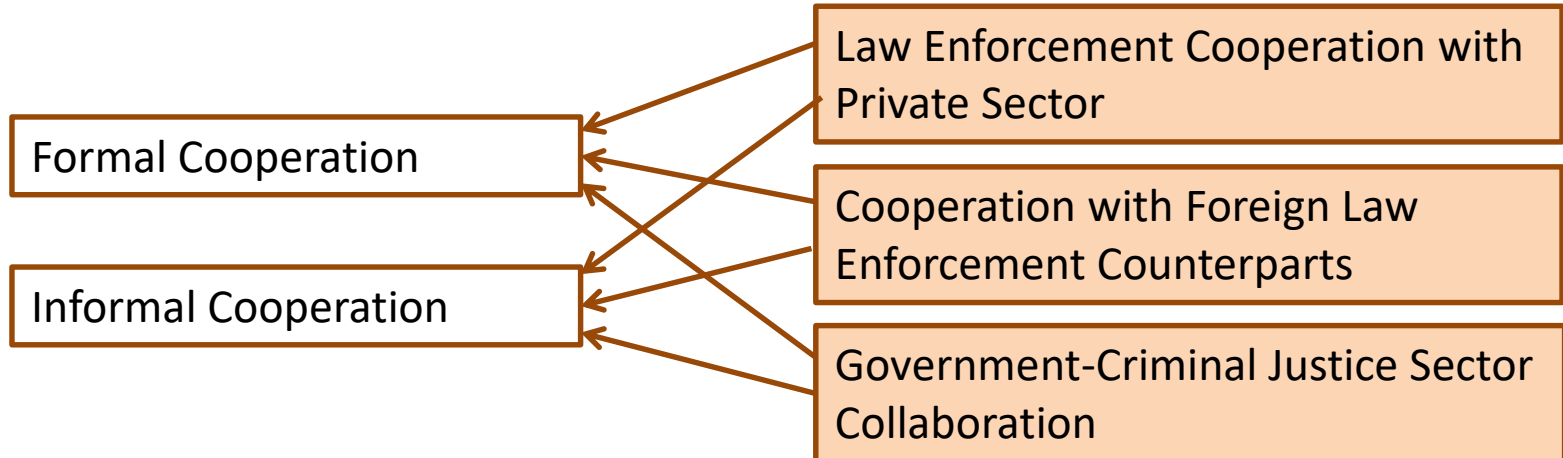 Formal Cooperation
Informal Cooperation
Law Enforcement Cooperation with
Private Sector
Cooperation with Foreign Law
Enforcement Counterparts
Government-Criminal Justice Sector
Collaboration